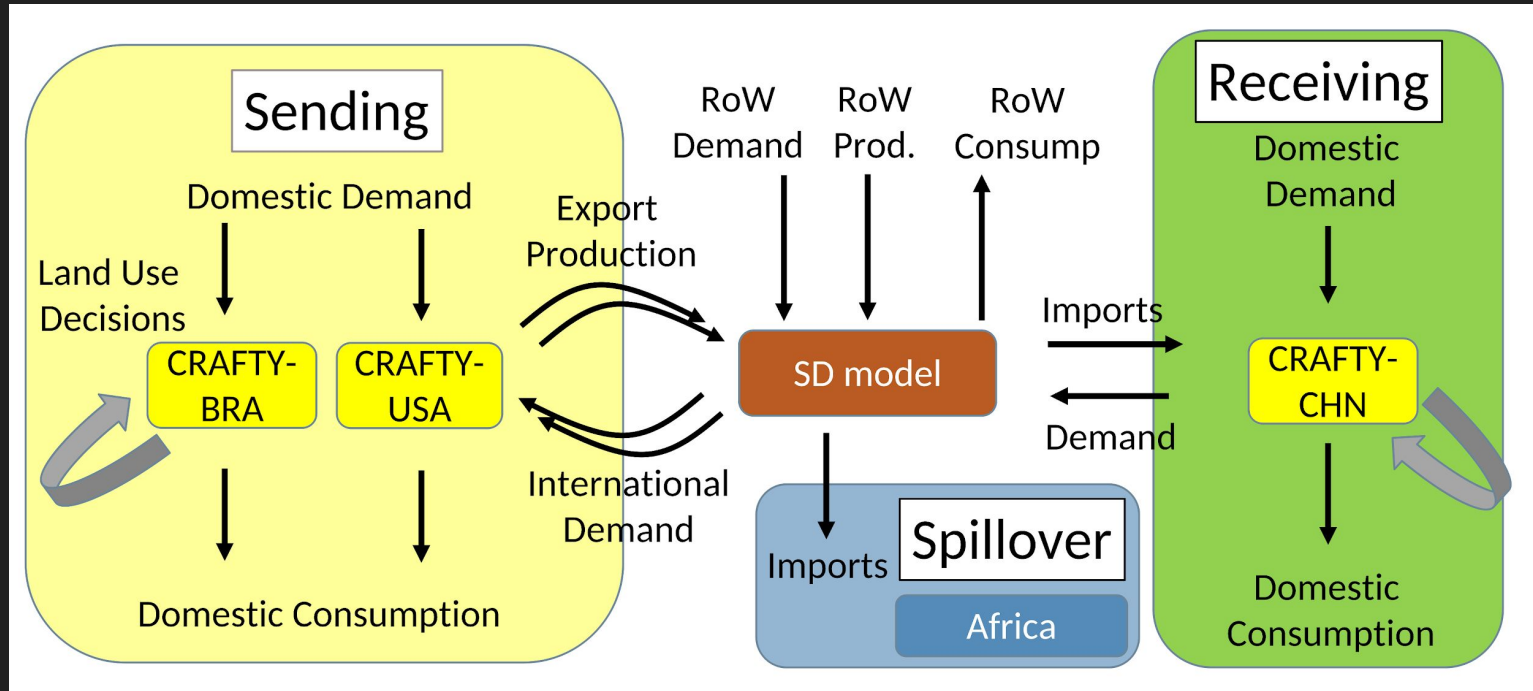 Sending
Domestic Demand
Land Use
Decisions
CRAFTY-
BRA
CRAFTY-
USA
Domestic Consumption
Export
Production
International
Demand
RoW
Demand
RoW
Prod.
RoW
Consump
SD model
Imports
Demand
Imports
Spillover
Africa
Receiving
Domestic
Demand
CRAFTY-
CHN
Domestic
Consumption